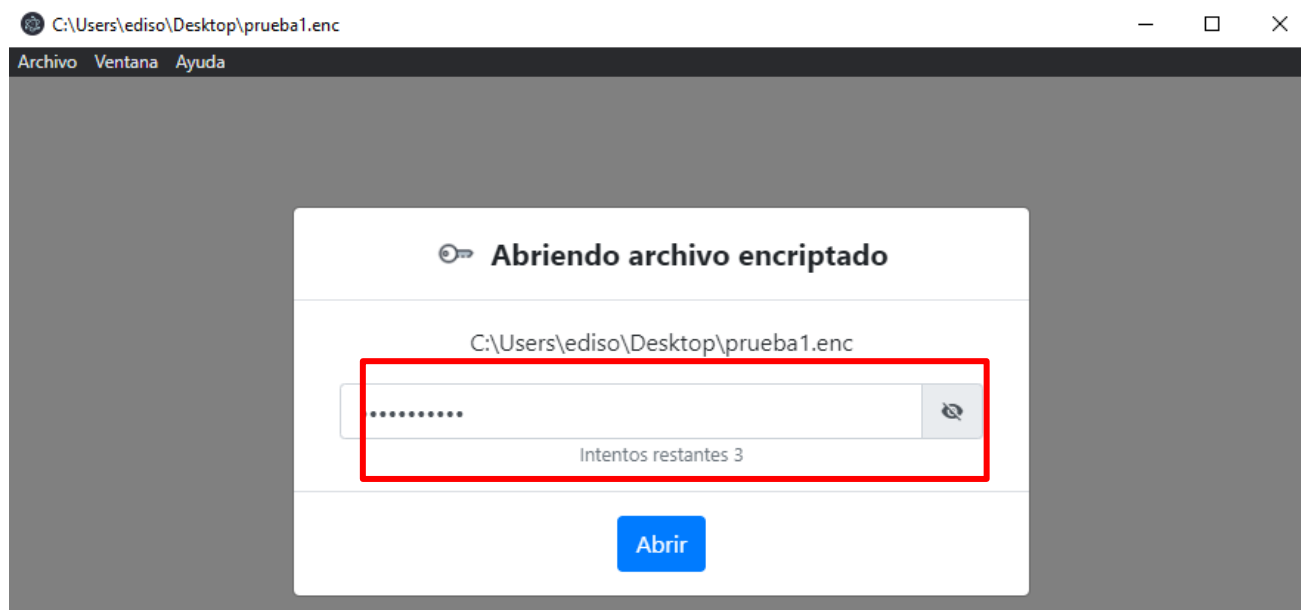 C:\Users\ediso\Desktop\prueba1.enc
Archivo Ventana Ayuda
Abriendo archivo encriptado
C:\Users\ediso\Desktop\prueba1.enc
•••••••••••
Intentos restantes 3
Abrir